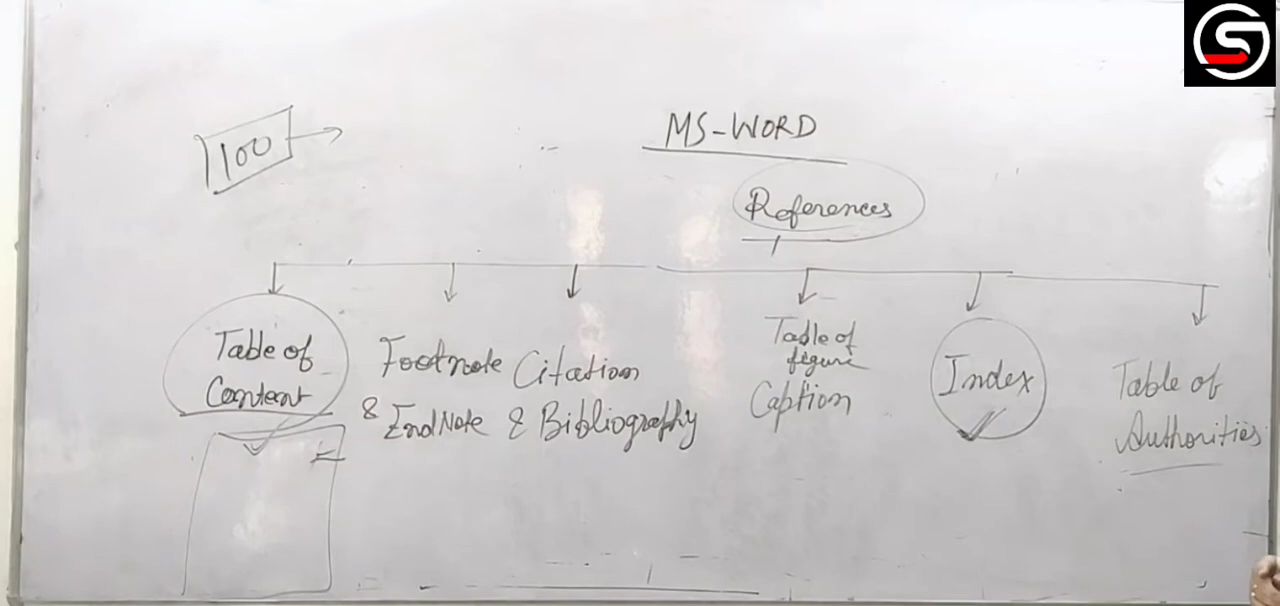 MS-WORD
100
References
Table of
Content
Footnote
& EndNote
Citation
& Bibliography
Table of
figure
Caption
Index
Table of
Authorities